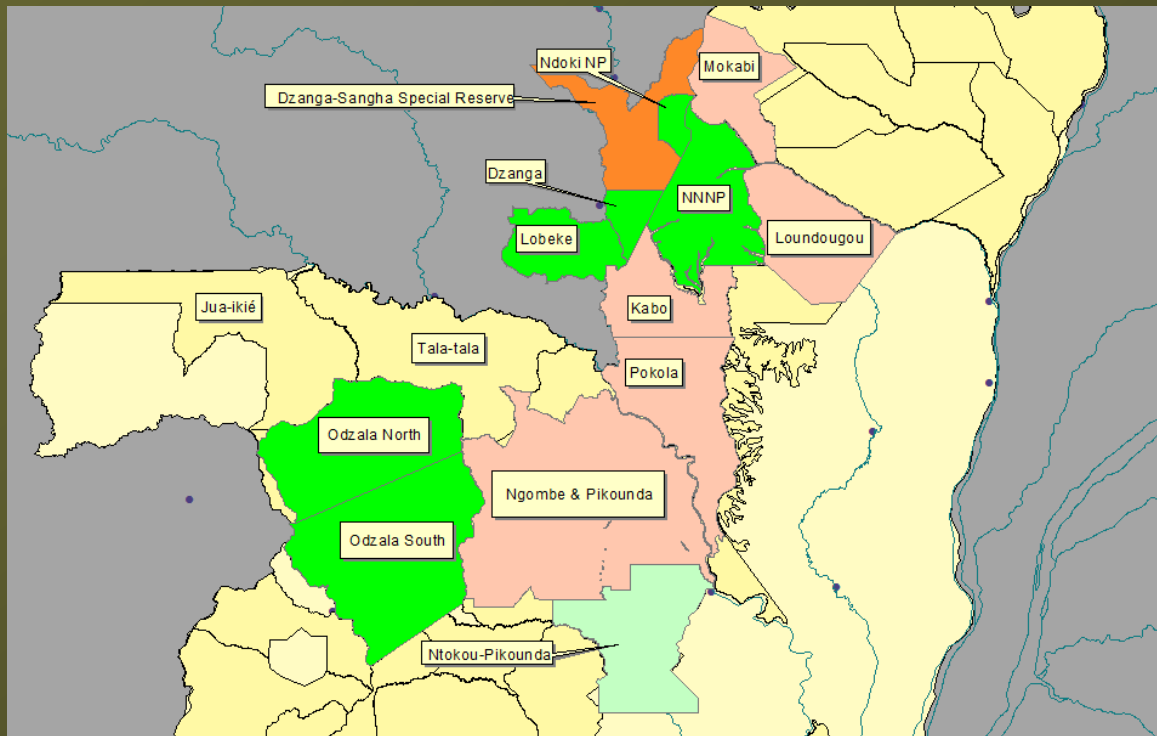 Ndoki NP
Mokabi
Dzanga-Sangha Special Reserve
Dzanga
NNNP
Lobeke
Loundougou
Jua-ikié
Kabo
Tala-tala
Pokola
Odzala North
Ngombe & Pikounda
Odzala South
Ntokou-Pikounda